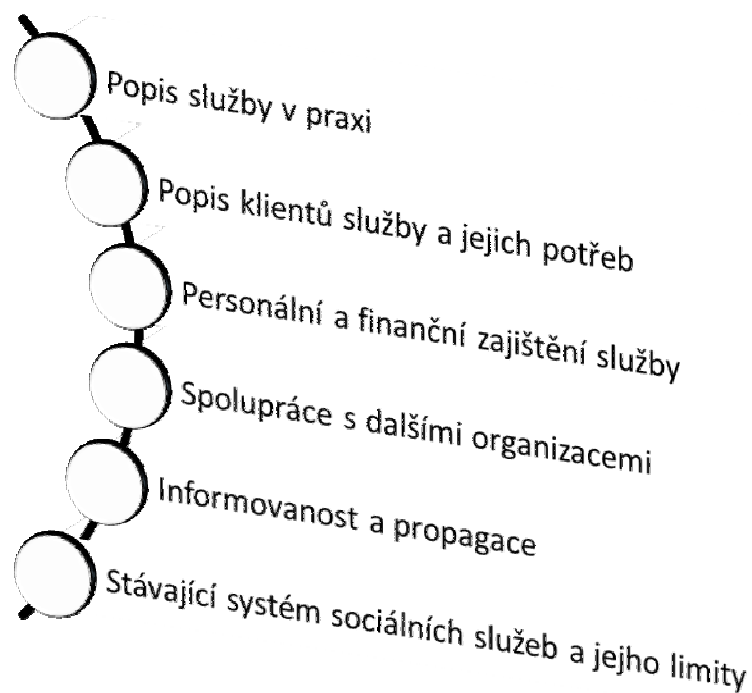 Popis služby v praxi
Popis klientů služby a jejich potřeb
Personální a finanční zajištění služby
Spolupráce s dalšími organizacemi
Informovanost a propagace
Stávající systém sociálních služeb a jejho limity